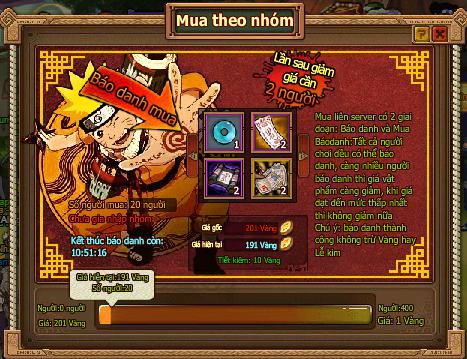 Mua theo nhóm
?
Báo danh mua
Lần sau giảm
giá cần
2 người
1
2
2
2
Mua liên server có 2 giai
đoạn: Báo danh và Mua
Báodanh:Tất cả người
chơi đều có thể báo
danh, càng nhiều người
báo danh thì giá vật
phẩm càng giảm, khi giá
đạt đến mức thấp nhất
thì không giảm nữa
Chú ý: báo danh thành
công không trừ Vàng hay
Lễ kim
Số người mua: 20 người
Chưa gia nhập nhóm
Kết thúc báo danh còn:
10:51:16
Giá gốc 201 Vàng
Giá hiện tại 191 Vàng
Tiết kiệm: 10 Vàng
Giá hiện tại:191 Vàng
Số người:20
Người:0 người
Giá: 201 Vàng
Người:400
Giá: 1 Vàng